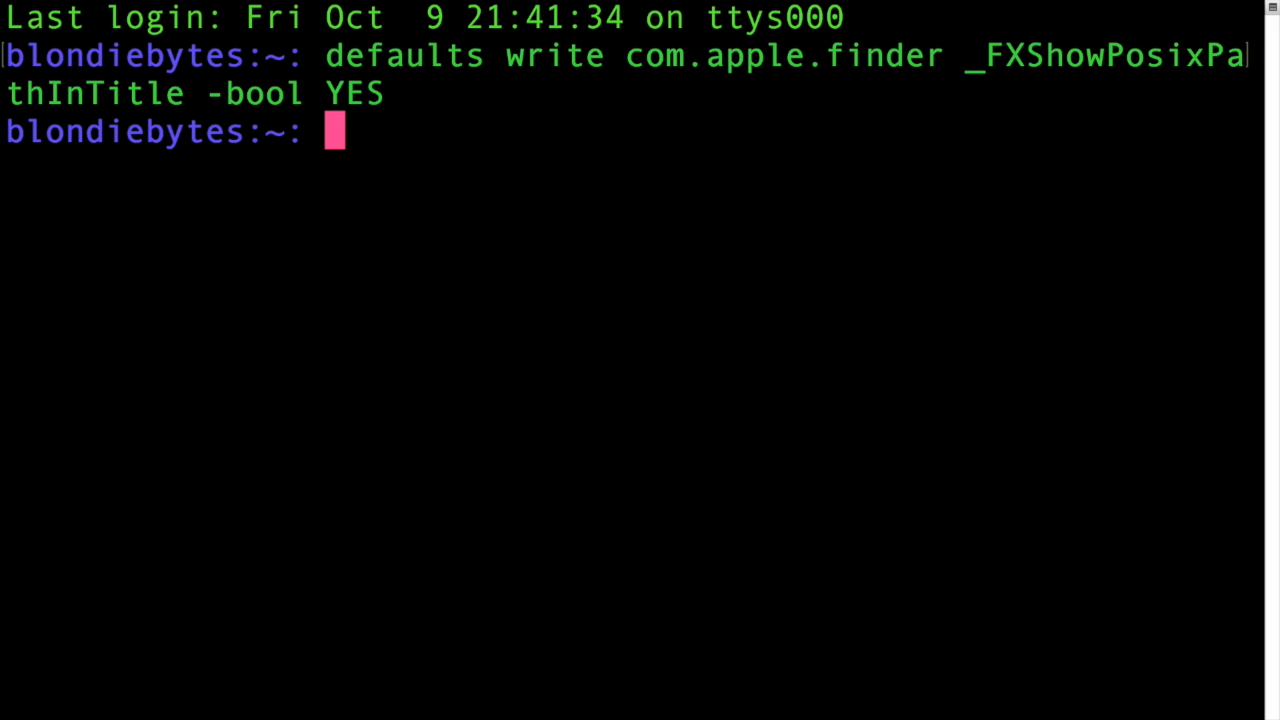 Last login: Fri Oct  9 21:41:34 on ttys000
blondiebytes:~: defaults write com.apple.finder _FXShowPosixPa
thInTitle -bool YES
blondiebytes:~: